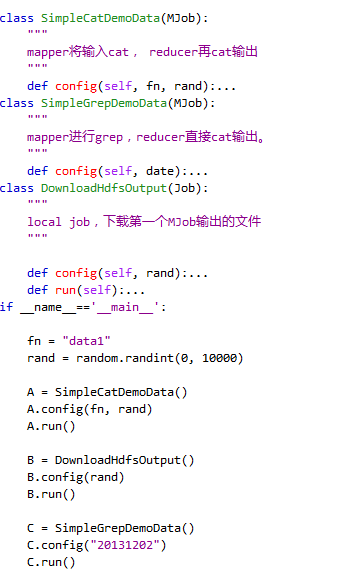 class SimpleCatDemoData(MJob):
    """
    mapper将输入cat， reducer再cat输出
    """
    def config(self, fn, rand):...
class SimpleGrepDemoData(MJob):
    """
    mapper进行grep，reducer直接cat输出。
    """
    def config(self, date):...
class DownloadHdfsOutput(Job):
    """
    local job，下载第一个MJob输出的文件
    """

    def config(self, rand):...
    def run(self):...
if __name__=='__main__':

    fn = "data1"
    rand = random.randint(0, 10000)

    A = SimpleCatDemoData()
    A.config(fn, rand)
    A.run()

    B = DownloadHdfsOutput()
    B.config(rand)
    B.run()

    C = SimpleGrepDemoData()
    C.config("20131202")
    C.run()